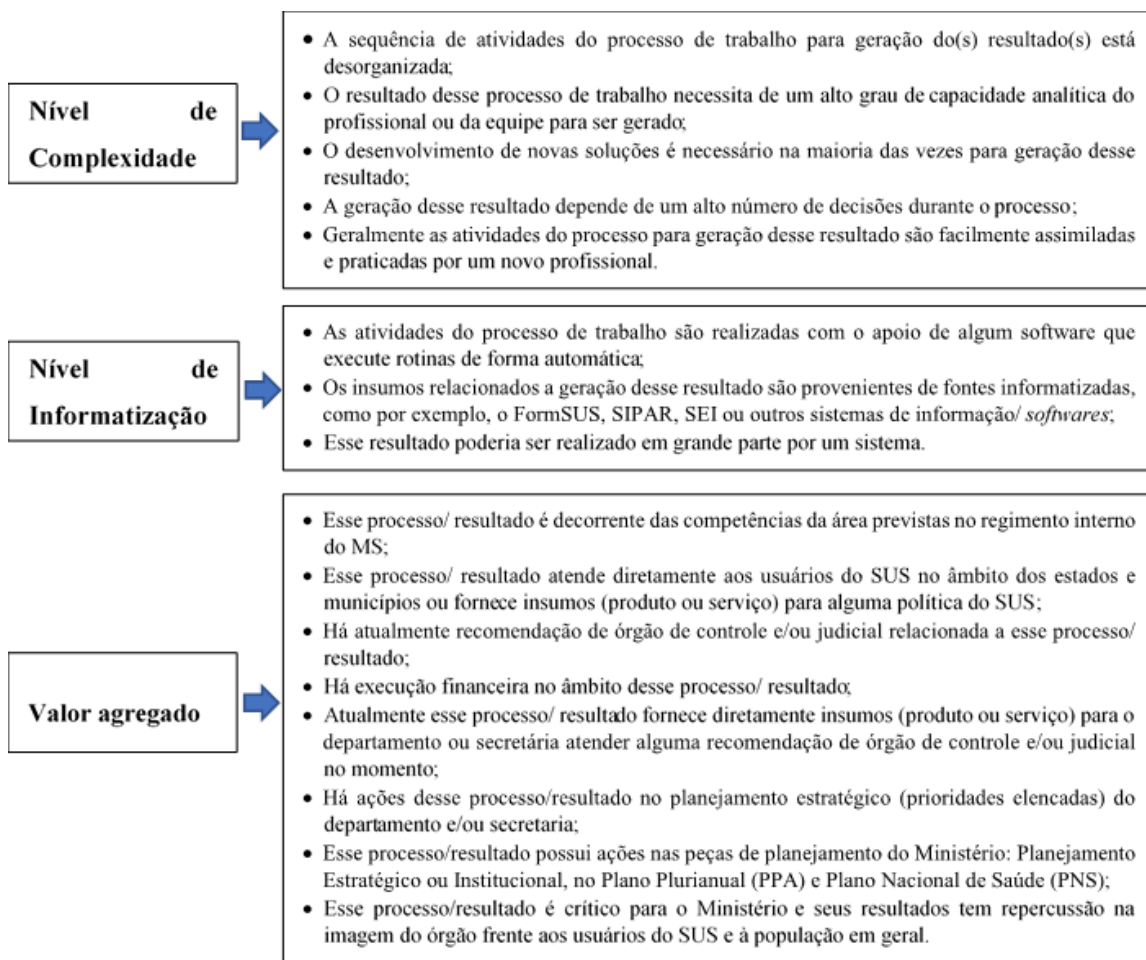 Nível de
Complexidade
• A sequência de atividades do processo de trabalho para geração do(s) resultado(s) está
desorganizada;
• O resultado desse processo de trabalho necessita de um alto grau de capacidade analítica do
profissional ou da equipe para ser gerado;
• O desenvolvimento de novas soluções é necessário na maioria das vezes para geração desse
resultado;
• A geração desse resultado depende de um alto número de decisões durante o processo;
• Geralmente as atividades do processo para geração desse resultado são facilmente assimiladas
e praticadas por um novo profissional.
Nível de
Informatização
• As atividades do processo de trabalho são realizadas com o apoio de algum software que
execute rotinas de forma automática;
• Os insumos relacionados a geração desse resultado são provenientes de fontes informatizadas,
como por exemplo, o FormSUS, SIPAR, SEI ou outros sistemas de informação/ softwares;
• Esse resultado poderia ser realizado em grande parte por um sistema.
Valor agregado
• Esse processo/ resultado é decorrente das competências da área previstas no regimento interno
do MS;
• Esse processo/ resultado atende diretamente aos usuários do SUS no âmbito dos estados e
municípios ou fornece insumos (produto ou serviço) para alguma política do SUS;
• Há atualmente recomendação de órgão de controle e/ou judicial relacionada a esse processo/
resultado;
• Há execução financeira no âmbito desse processo/ resultado;
• Atualmente esse processo/ resultado fornece diretamente insumos (produto ou serviço) para o
departamento ou secretária atender alguma recomendação de órgão de controle e/ou judicial
no momento;
• Há ações desse processo/resultado no planejamento estratégico (prioridades elencadas) do
departamento e/ou secretaria;
• Esse processo/resultado possui ações nas peças de planejamento do Ministério: Planejamento
Estratégico ou Institucional, no Plano Plurianual (PPA) e Plano Nacional de Saúde (PNS);
• Esse processo/resultado é crítico para o Ministério e seus resultados tem repercussão na
imagem do órgão frente aos usuários do SUS e à população em geral.